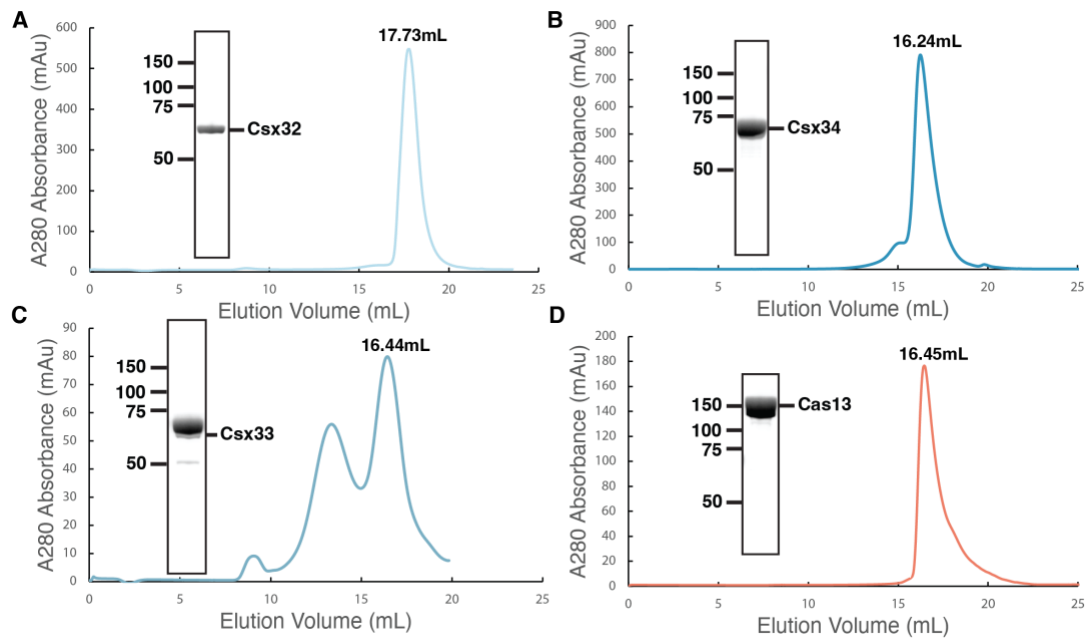 A
A280 Absorbance (mAu)
600
500
400
300
200
100
0
0 5 10 15 20 25
Elution Volume (mL)
17.73mL
150
100
75
50
Csx32
B
A280 Absorbance (mAu)
900
800
700
600
500
400
300
200
100
0
0 5 10 15 20 25
Elution Volume (mL)
16.24mL
150
100
75
50
Csx34
C
A280 Absorbance (mAu)
90
80
70
60
50
40
30
20
10
0
0 5 10 15 20 25
Elution Volume (mL)
16.44mL
150
100
75
50
Csx33
D
A280 Absorbance (mAu)
200
180
160
140
120
100
80
60
40
20
0
0 5 10 15 20 25
Elution Volume (mL)
16.45mL
150
100
75
50
Cas13